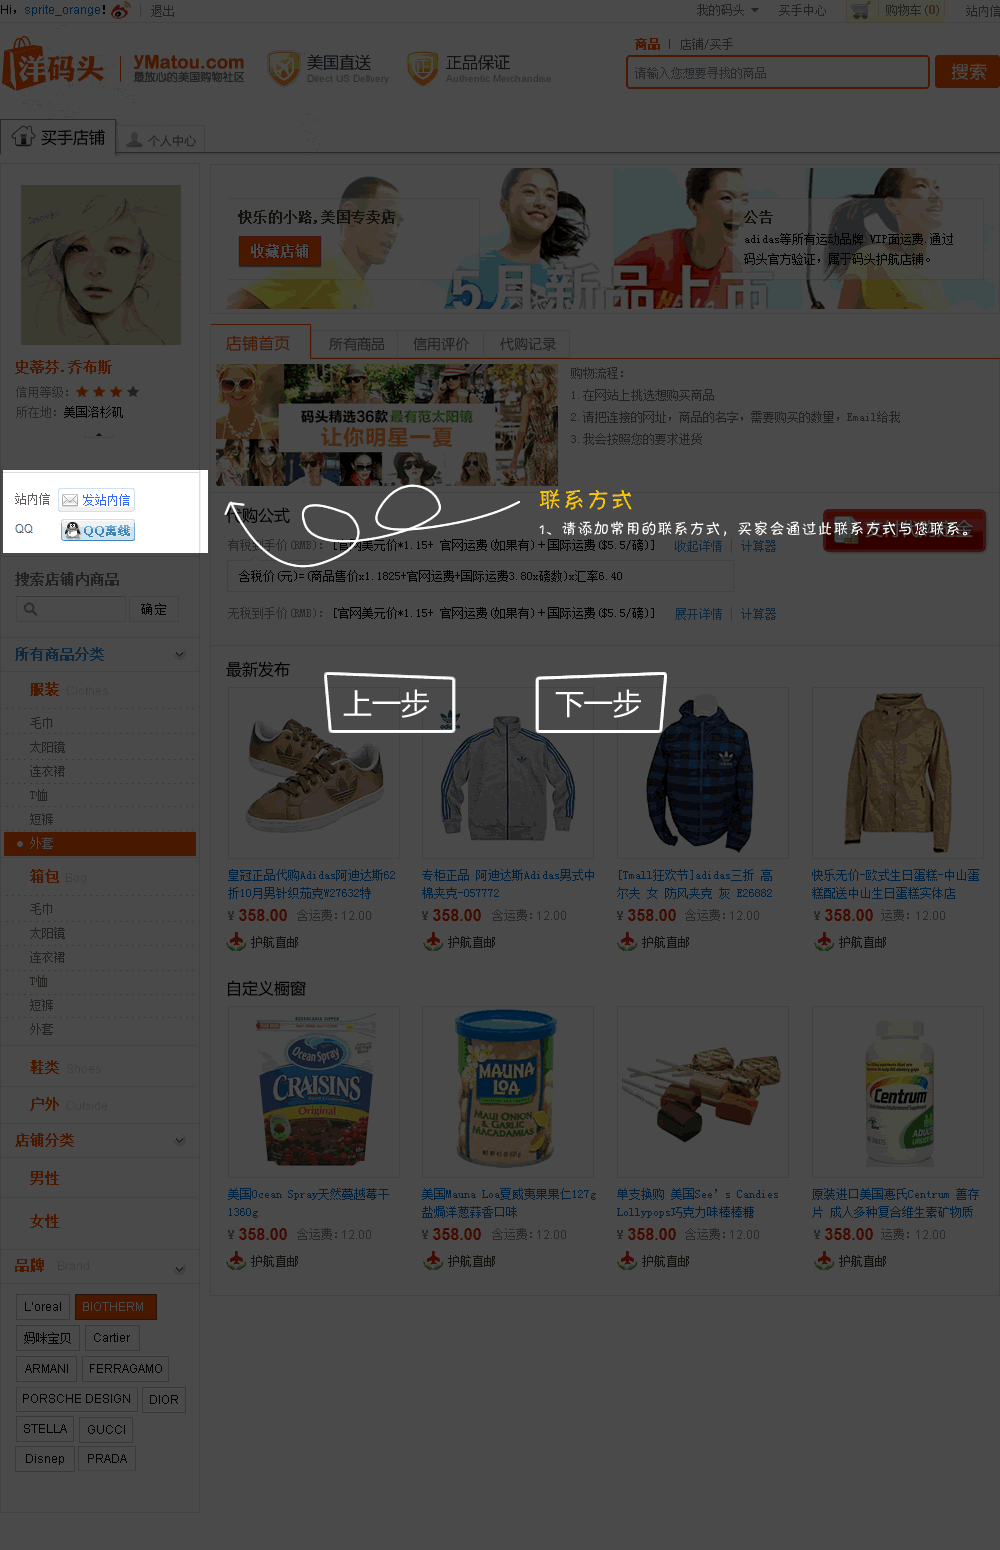 Hi，sprite_orange! 退出 我的码头 买手中心 购物车(0) 站内信
洋码头 YMatou.com 最放心的美国购物社区
美国直送 Direct US Delivery
正品保证 Authentic Merchandise
商品 | 店铺/买手
请输入您想要寻找的商品 搜索
买手店铺 个人中心
快乐的小路,美国专卖店
收藏店铺
5月新品上市
公告
adidas等所有运动品牌 VIP面运费.通过
码头官方验证，属于码头护航店铺。
史蒂芬.乔布斯
信用等级：
所在地：美国洛杉矶
店铺首页 所有商品 信用评价 代购记录
码头精选36款最有范太阳镜
让你明星一夏
购物流程：
1.在网站上挑选想购买商品
2.请把连接的网址，商品的名字，需要购买的数量，Email给我
3.我会按照您的要求进货
站内信 发站内信
QQ QQ离线
联系方式
1、请添加常用的联系方式，买家会通过此联系方式与您联系。
代购公式
有税到手价(RMB)：[官网美元价*1.15+ 官网运费(如果有)＋国际运费($5.5/磅)] 收起详情 | 计算器
含税价(元)=(商品售价x1.1825+官网运费+国际运费3.80x磅数)x汇率6.40
无税到手价(RMB)：[官网美元价*1.15+ 官网运费(如果有)＋国际运费($5.5/磅)] 展开详情 | 计算器
搜索店铺内商品
确定
所有商品分类
服装 Clothes
毛巾
太阳镜
连衣裙
T恤
短裤
外套
箱包 Bag
毛巾
太阳镜
连衣裙
T恤
短裤
外套
鞋类 Shoes
户外 Outside
店铺分类
男性
女性
品牌 Brand
L'oreal BIOTHERM
妈咪宝贝 Cartier
ARMANI FERRAGAMO
PORSCHE DESIGN DIOR
STELLA GUCCI
Disnep PRADA
最新发布
上一步 下一步
皇冠正品代购Adidas阿迪达斯62
折10月男针织茄克W27632特
¥ 358.00 含运费：12.00
护航直邮
专柜正品 阿迪达斯Adidas男式中
棉夹克-057772
¥ 358.00 含运费：12.00
护航直邮
[Tmall狂欢节]adidas三折 高
尔夫 女 防风夹克 灰 E26882
¥ 358.00 含运费：12.00
护航直邮
快乐无价-欧式生日蛋糕-中山蛋
糕配送中山生日蛋糕实体店
¥ 358.00 运费：12.00
护航直邮
自定义橱窗
Ocean Spray
CRAISINS
Original
MAUNA LOA
MAUI ONION & GARLIC MACADAMIAS
Centrum
美国Ocean Spray天然蔓越莓干
1360g
¥ 358.00 含运费：12.00
护航直邮
美国Mauna Loa夏威夷果果仁127g
盐焗洋葱蒜香口味
¥ 358.00 含运费：12.00
护航直邮
单支换购 美国See’s Candies
Lollypops巧克力味棒棒糖
¥ 358.00 含运费：12.00
护航直邮
原装进口美国惠氏Centrum 善存
片 成人多种复合维生素矿物质
¥ 358.00 运费：12.00
护航直邮